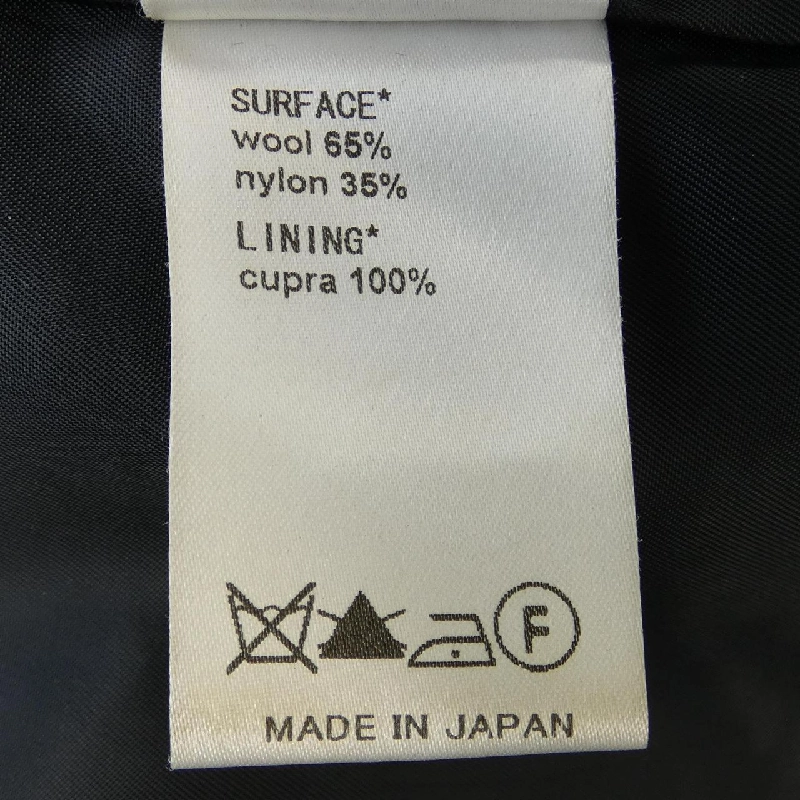 SURFACE*
wool 65%
nylon 35%
LINING*
cupra 100%
F
MADE IN JAPAN